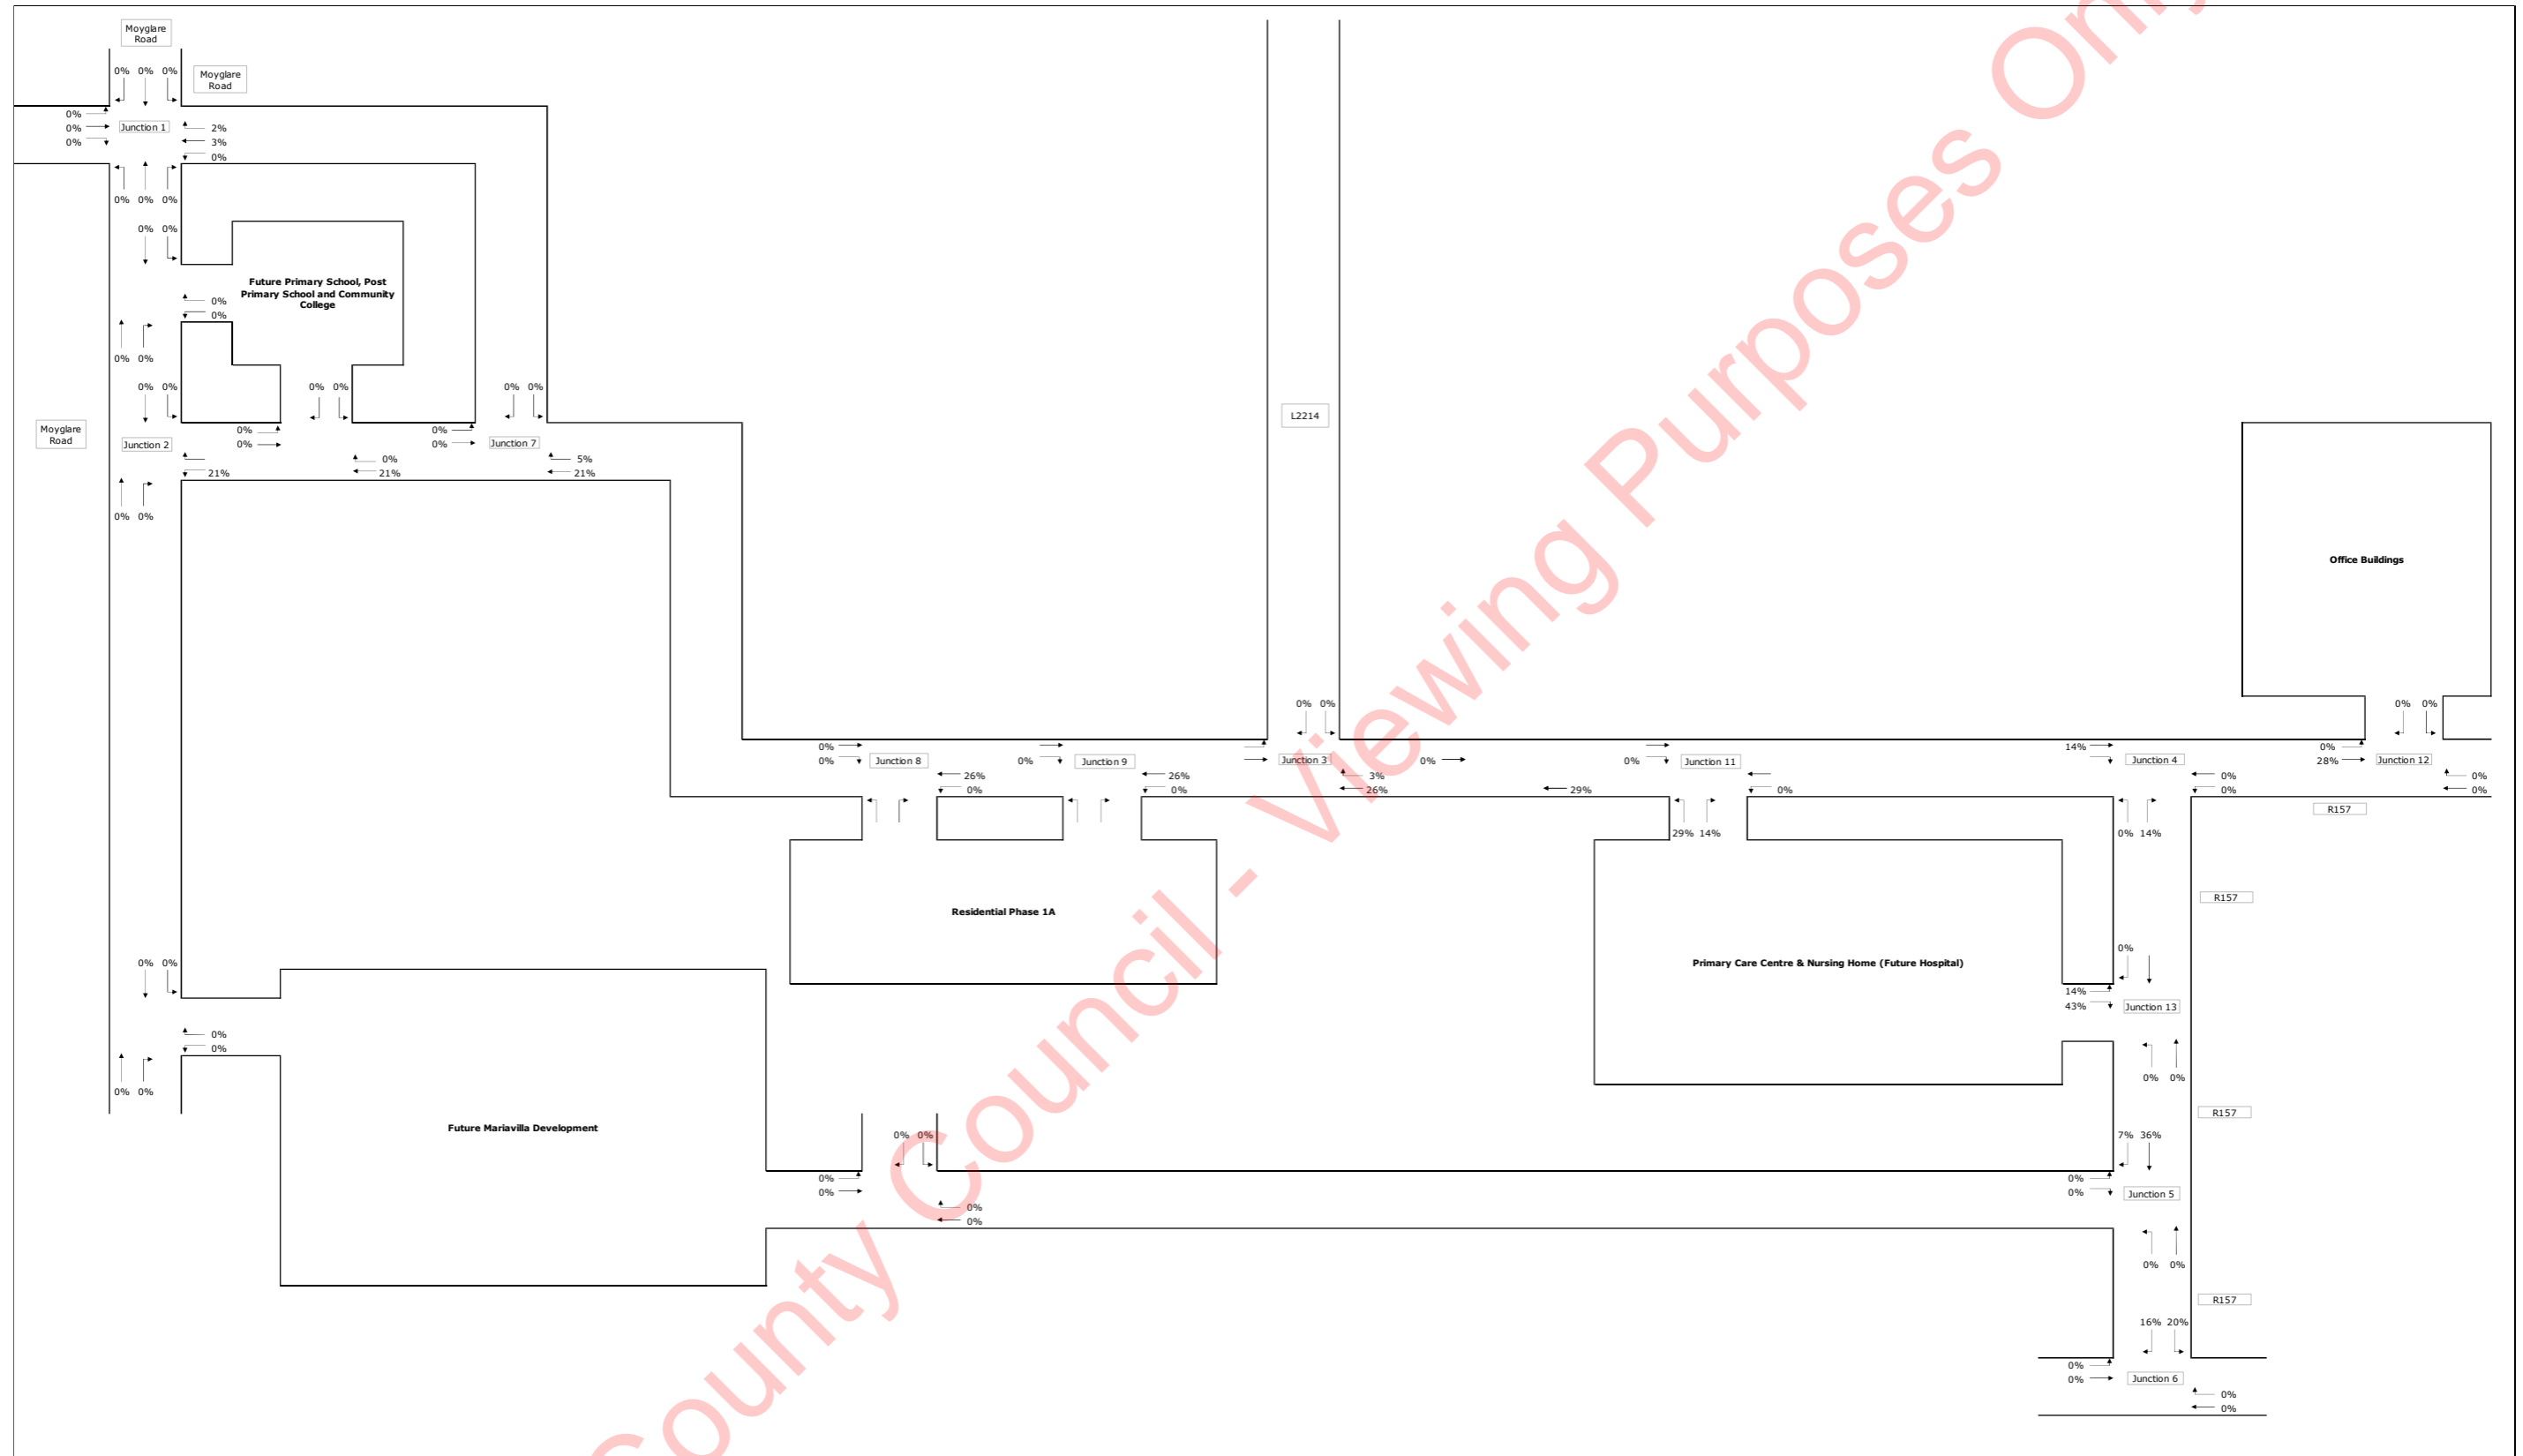 Moyglare
Road
0% 0% 0%
Moyglare
Road
0%
0%
0%
Junction 1
2%
3%
0%
0% 0% 0%
0% 0%
Future Primary School, Post
Primary School and Community
College
0%
0%
0% 0%
0% 0%
0% 0%
0% 0%
Moyglare
Road
Junction 2
0%
0%
0%
0%
Junction 7
21%
0%
21%
5%
21%
0% 0%
L2214
Office Buildings
0% 0%
0% 0%
0%
0%
Junction 8
0%
Junction 9
Junction 3
0%
0%
Junction 11
14%
Junction 4
0%
28%
Junction 12
26%
0%
26%
0%
3%
26%
29%
0%
0%
0%
0%
0%
R157
29% 14%
0% 14%
R157
Residential Phase 1A
Primary Care Centre & Nursing Home (Future Hospital)
0%
14%
43%
Junction 13
0% 0%
0% 0%
0%
0%
0% 0%
Future Mariavilla Development
R157
0% 0%
7% 36%
0%
0%
0%
0%
Junction 5
0%
0%
0% 0%
R157
16% 20%
0%
0%
Junction 6
0%
0%
County Council - Viewing Purposes Only